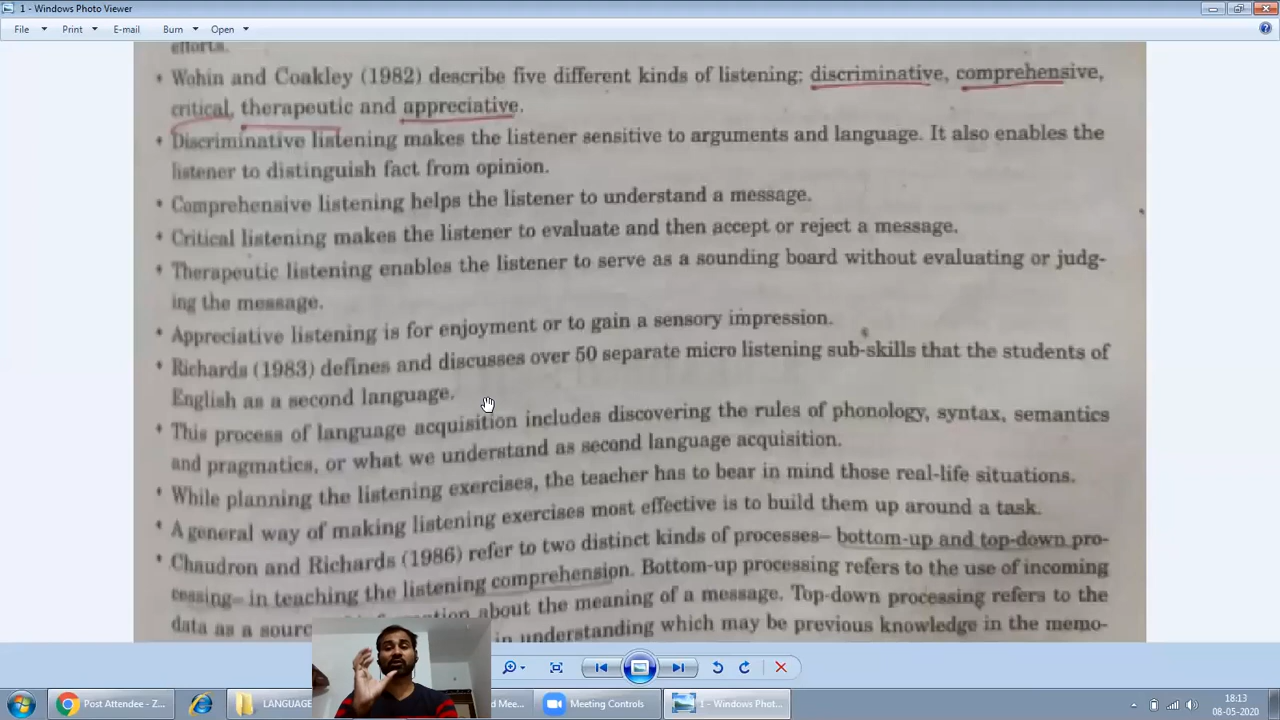 1 - Windows Photo Viewer
File Print E-mail Burn Open
efforts.
* Wohin and Coakley (1982) describe five different kinds of listening; discriminative, comprehensive,
critical, therapeutic and appreciative.
* Discriminative listening makes the listener sensitive to arguments and language. It also enables the
listener to distinguish fact from opinion.
* Comprehensive listening helps the listener to understand a message.
* Critical listening makes the listener to evaluate and then accept or reject a message.
* Therapeutic listening enables the listener to serve as a sounding board without evaluating or judg-
ing the message.
* Appreciative listening is for enjoyment or to gain a sensory impression.
* Richards (1983) defines and discusses over 50 separate micro listening sub-skills that the students of
English as a second language.
* This process of language acquisition includes discovering the rules of phonology, syntax, semantics
and pragmatics, or what we understand as second language acquisition.
* While planning the listening exercises, the teacher has to bear in mind those real-life situations.
* A general way of making listening exercises most effective is to build them up around a task.
* Chaudron and Richards (1986) refer to two distinct kinds of processes– bottom-up and top-down pro-
cessing– in teaching the listening comprehension. Bottom-up processing refers to the use of incoming
data as a about the meaning of a message. Top-down processing refers to the
in understanding which may be previous knowledge in the memo-
Post Attendee - Z... LANGUAGE Mee... Meeting Controls 1 - Windows Phot...
18:13
08-05-2020